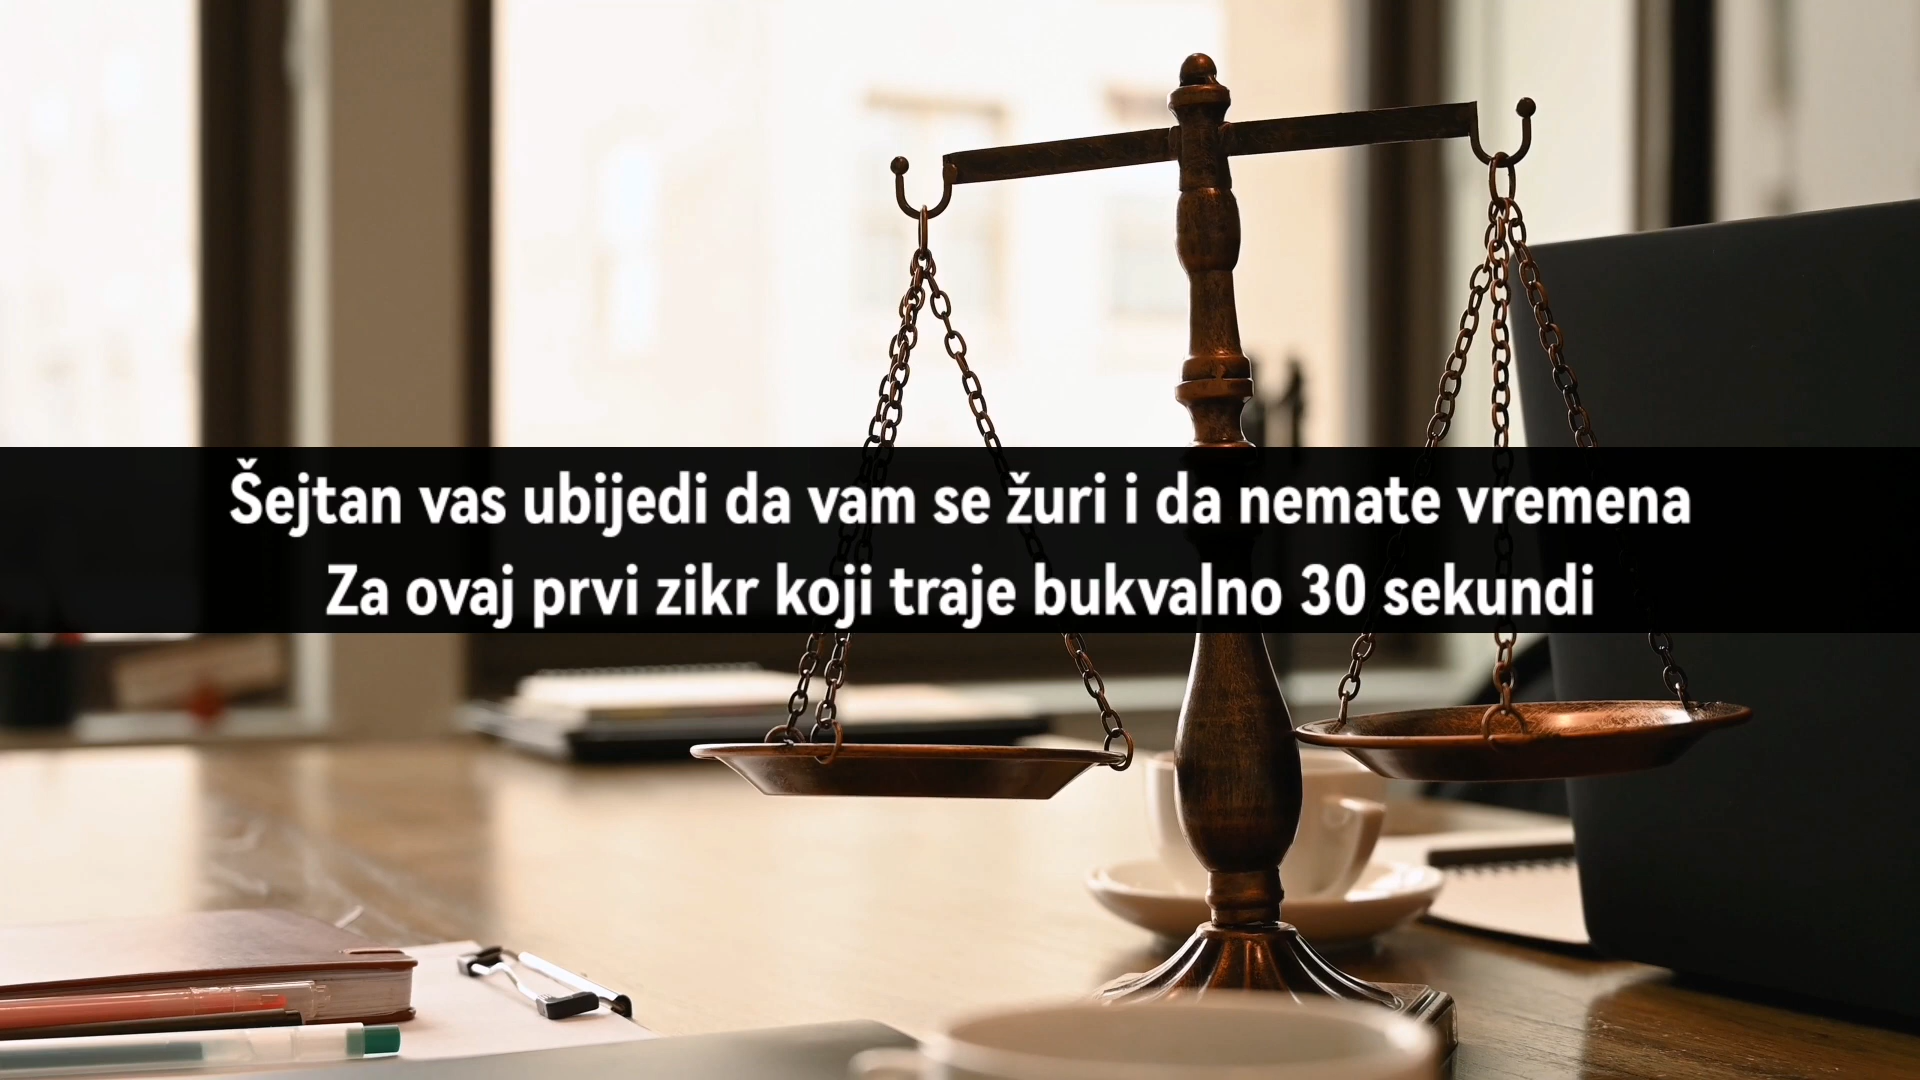 Šejtan vas ubijedi da vam se žuri i da nemate vremena
Za ovaj prvi zikr koji traje bukvalno 30 sekundi